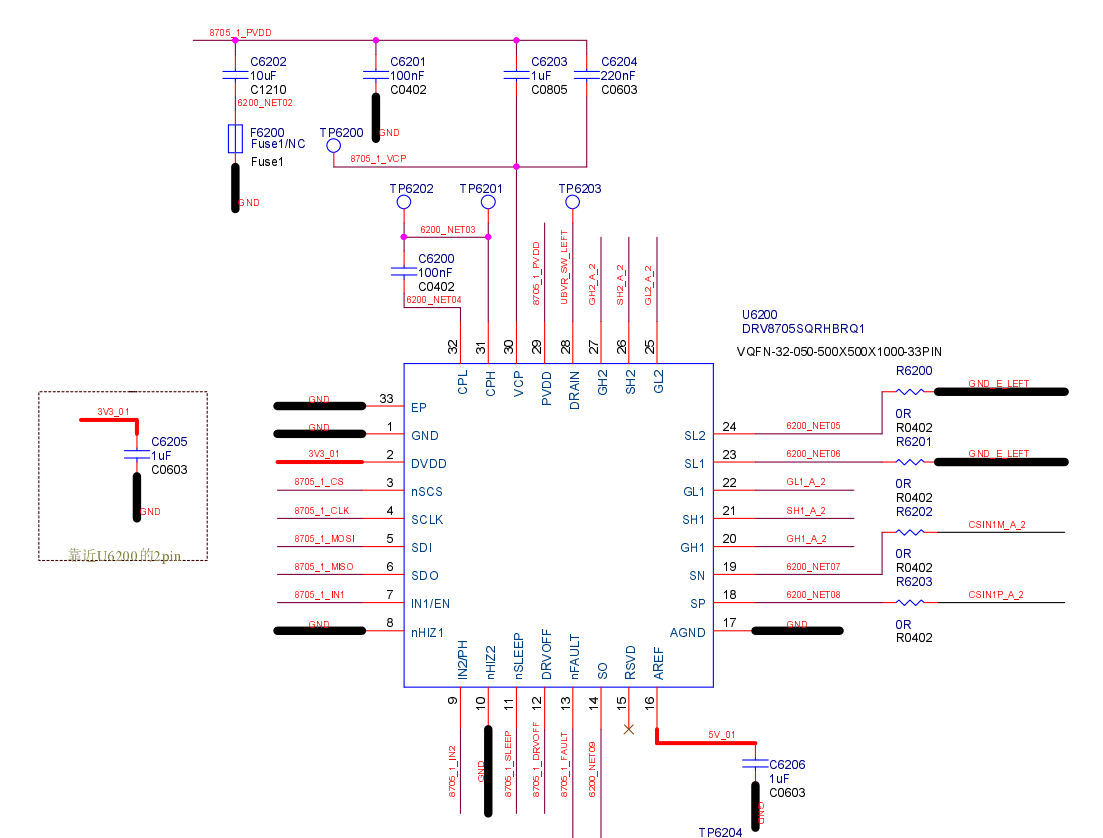 8705_1_PVDD
C6202
10uF
C1210
6200_NET02
C6201
100nF
C0402
GND
C6203
1uF
C0805
C6204
220nF
C0603
F6200
Fuse1/NC
Fuse1
GND
TP6200
8705_1_VCP
TP6202
TP6201
TP6203
6200_NET03
C6200
100nF
C0402
6200_NET04
8705_1_PVDD
UBVR_SW_LEFT
GH2_A_2
SH2_A_2
GL2_A_2
U6200
DRV8705SQRHBRQ1
VQFN-32-050-500X500X1000-33PIN
32
31
30
29
28
27
26
25
CPL
CPH
VCP
PVDD
DRAIN
GH2
SH2
GL2
3V3_01
C6205
1uF
C0603
GND
靠近U6200的2pin
GND 33 EP
GND 1 GND
3V3_01 2 DVDD
8705_1_CS 3 nSCS
8705_1_CLK 4 SCLK
8705_1_MOSI 5 SDI
8705_1_MISO 6 SDO
8705_1_IN1 7 IN1/EN
GND 8 nHIZ1
SL2 24 6200_NET05
SL1 23 6200_NET06
GL1 22 GL1_A_2
SH1 21 SH1_A_2
GH1 20 GH1_A_2
SN 19 6200_NET07
SP 18 6200_NET08
AGND 17 GND
R6200
GND_E_LEFT
0R
R0402
R6201
GND_E_LEFT
0R
R0402
R6202
CSIN1M_A_2
0R
R0402
R6203
CSIN1P_A_2
0R
R0402
IN2/PH
nHIZ2
nSLEEP
DRVOFF
nFAULT
SO
RSVD
AREF
9
10
11
12
13
14
15
16
8705_1_IN2
GND
8705_1_SLEEP
8705_1_DRVOFF
8705_1_FAULT
6200_NET09
5V_01
C6206
1uF
C0603
GND
TP6204